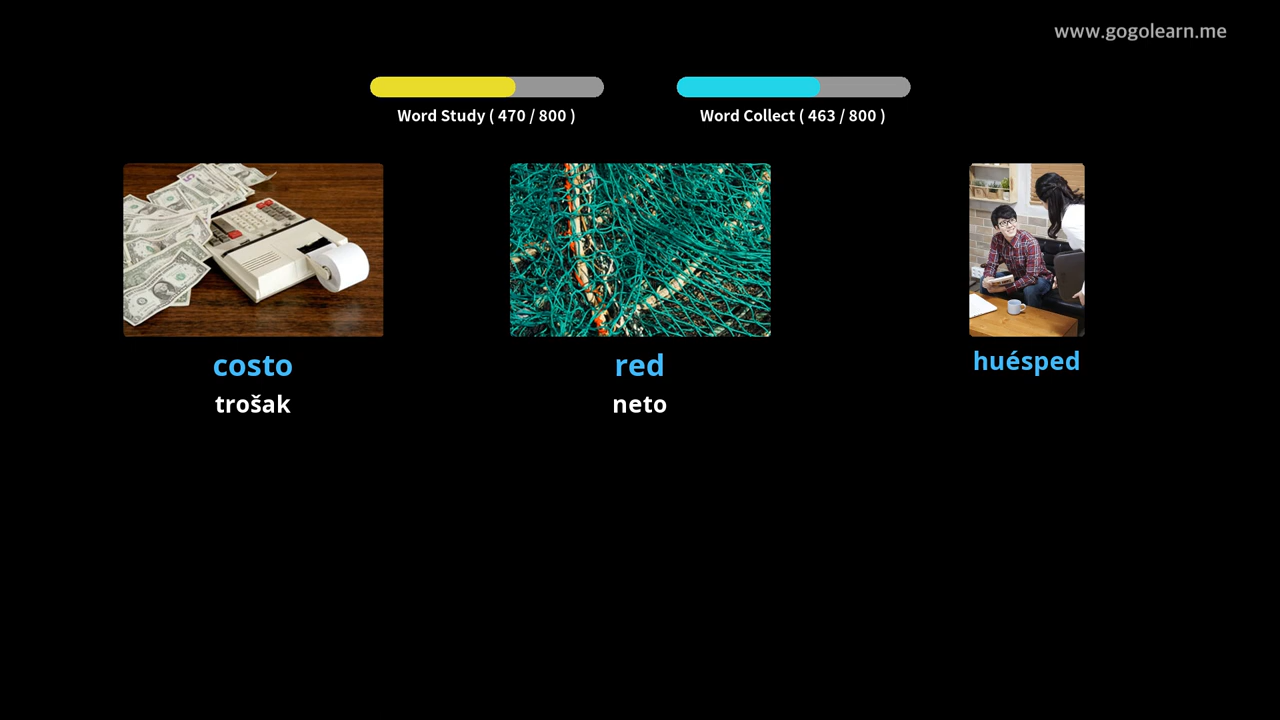 www.gogolearn.me
Word Study ( 470 / 800 )
Word Collect ( 463 / 800 )
costo
red
huésped
trošak
neto